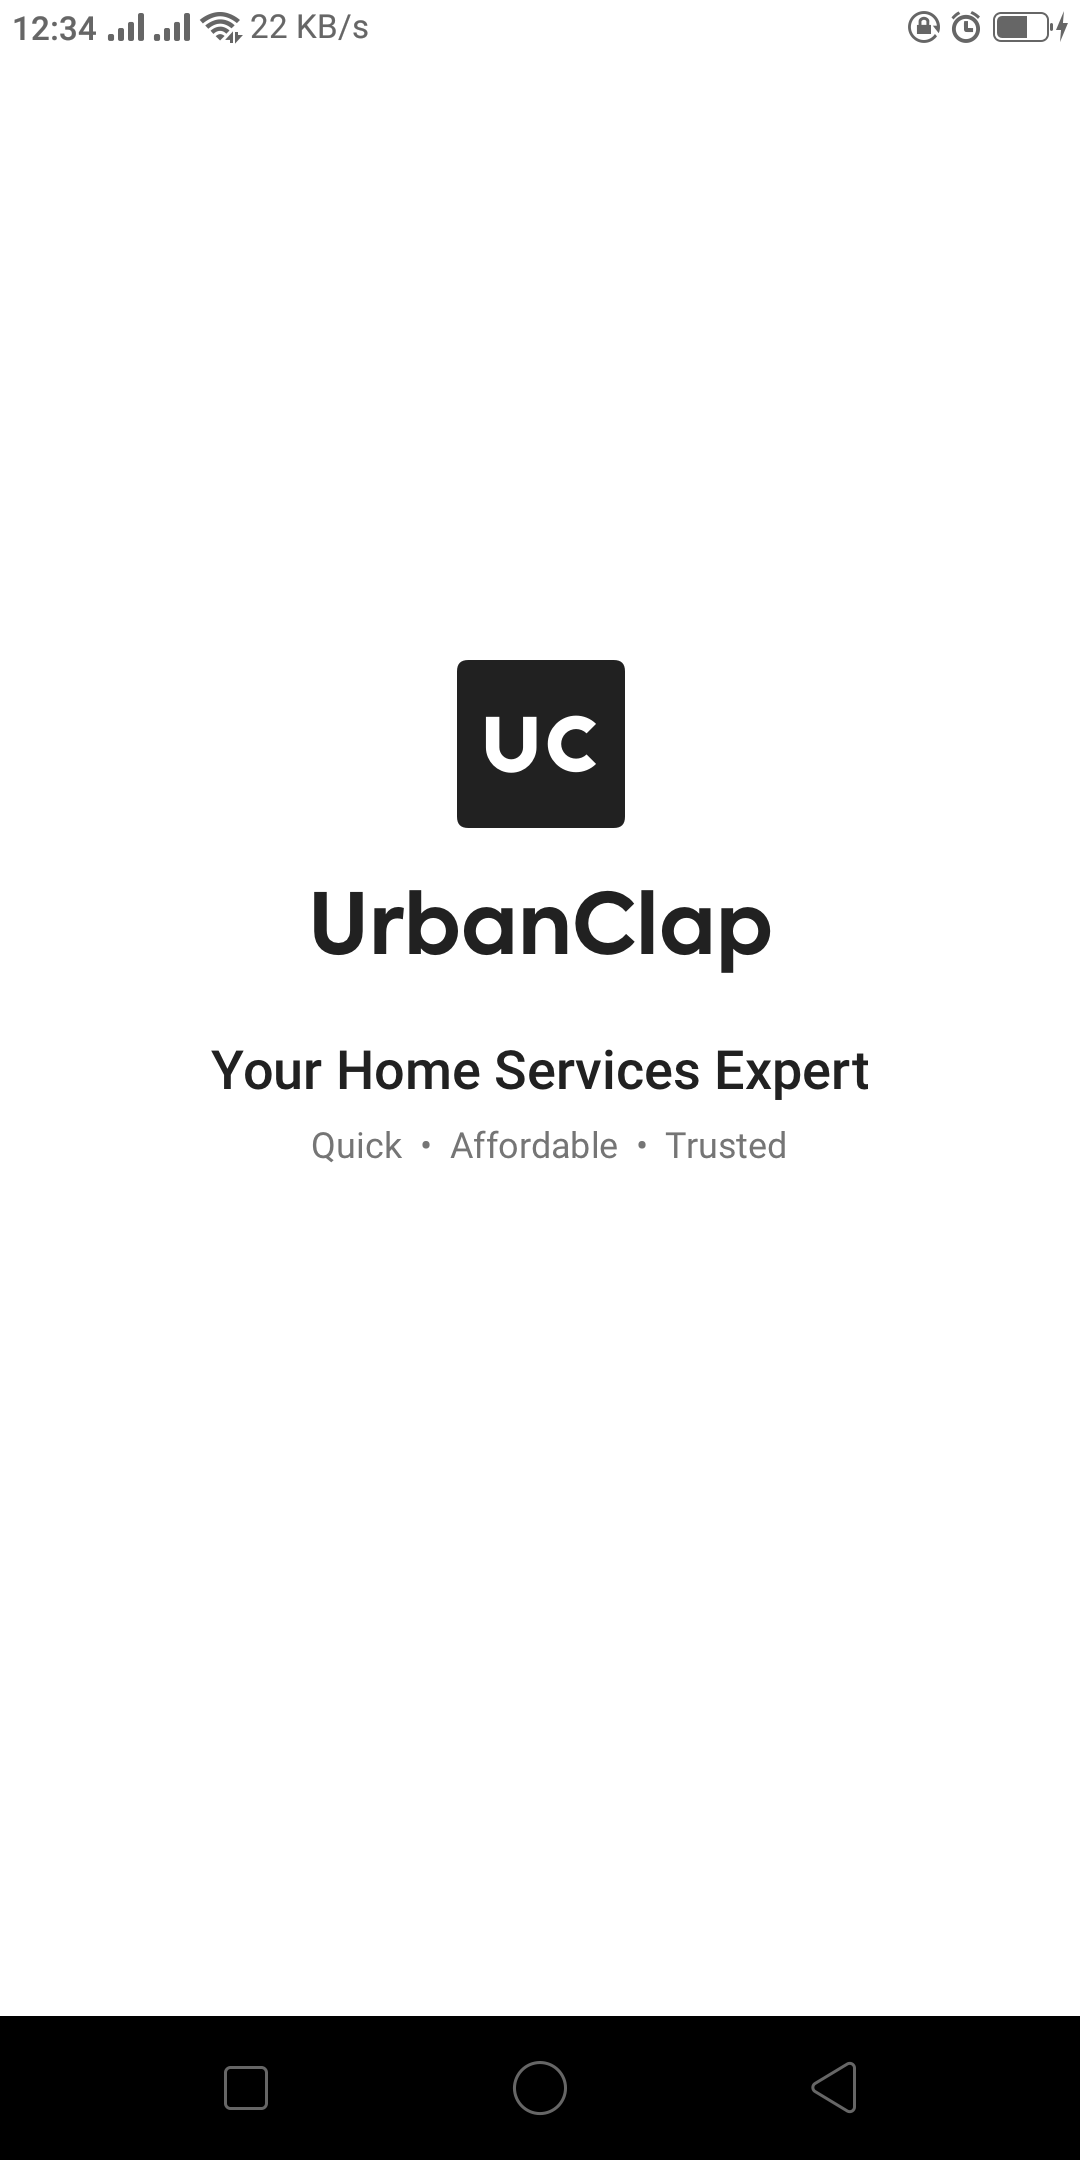 12:34 22 KB/s
UC
UrbanClap
Your Home Services Expert
Quick • Affordable • Trusted